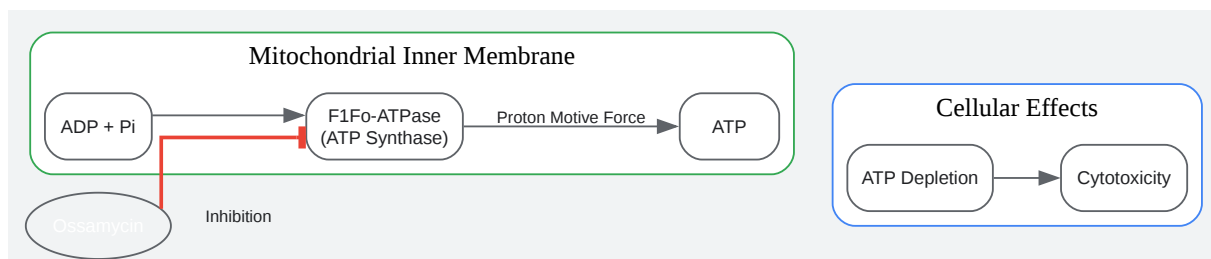 Mitochondrial Inner Membrane
ADP + Pi
F1Fo-ATPase
(ATP Synthase)
Proton Motive Force
ATP
Cellular Effects
ATP Depletion
Cytotoxicity
Ossamycin
Inhibition